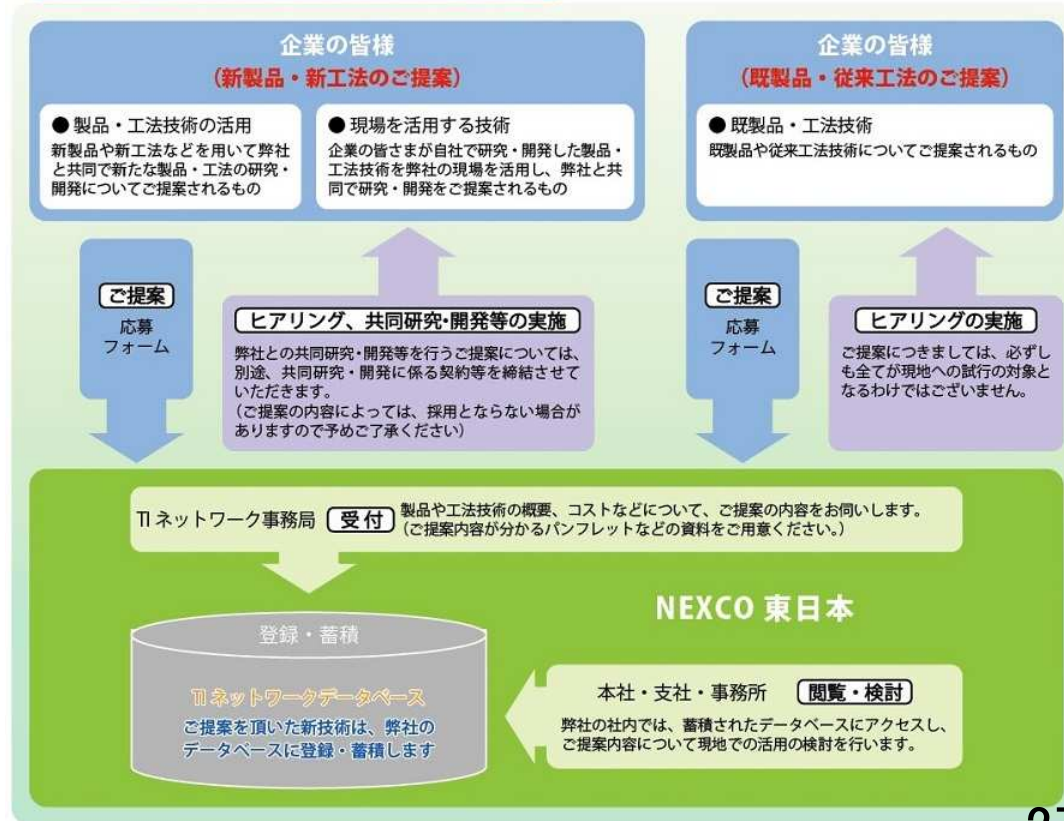 企業の皆様
(新製品・新工法のご提案)
● 製品・工法技術の活用
新製品や新工法などを用いて弊社
と共同で新たな製品・工法の研究・
開発についてご提案されるもの
● 現場を活用する技術
企業の皆さまが自社で研究・開発した製品・
工法技術を弊社の現場を活用し、弊社と共
同で研究・開発をご提案されるもの
企業の皆様
(既製品・従来工法のご提案)
● 既製品・工法技術
既製品や従来工法技術についてご提案されるもの
ご提案
応募
フォーム
ヒアリング、共同研究・開発等の実施
弊社との共同研究・開発等を行うご提案については、
別途、共同研究・開発に係る契約等を締結させて
いただきます。
(ご提案の内容によっては、採用とならない場合が
ありますので予めご了承ください)
ご提案
応募
フォーム
ヒアリングの実施
ご提案につきましては、必ずし
も全てが現地への試行の対象と
なるわけではございません。
TI ネットワーク事務局 受付 製品や工法技術の概要、コストなどについて、ご提案の内容をお伺いします。
(ご提案内容が分かるパンフレットなどの資料をご用意ください。)
NEXCO 東日本
登録・蓄積
TI ネットワークデータベース
ご提案を頂いた新技術は、弊社の
データベースに登録・蓄積します
本社・支社・事務所 閲覧・検討
弊社の社内では、蓄積されたデータベースにアクセスし、
ご提案内容について現地での活用の検討を行います。